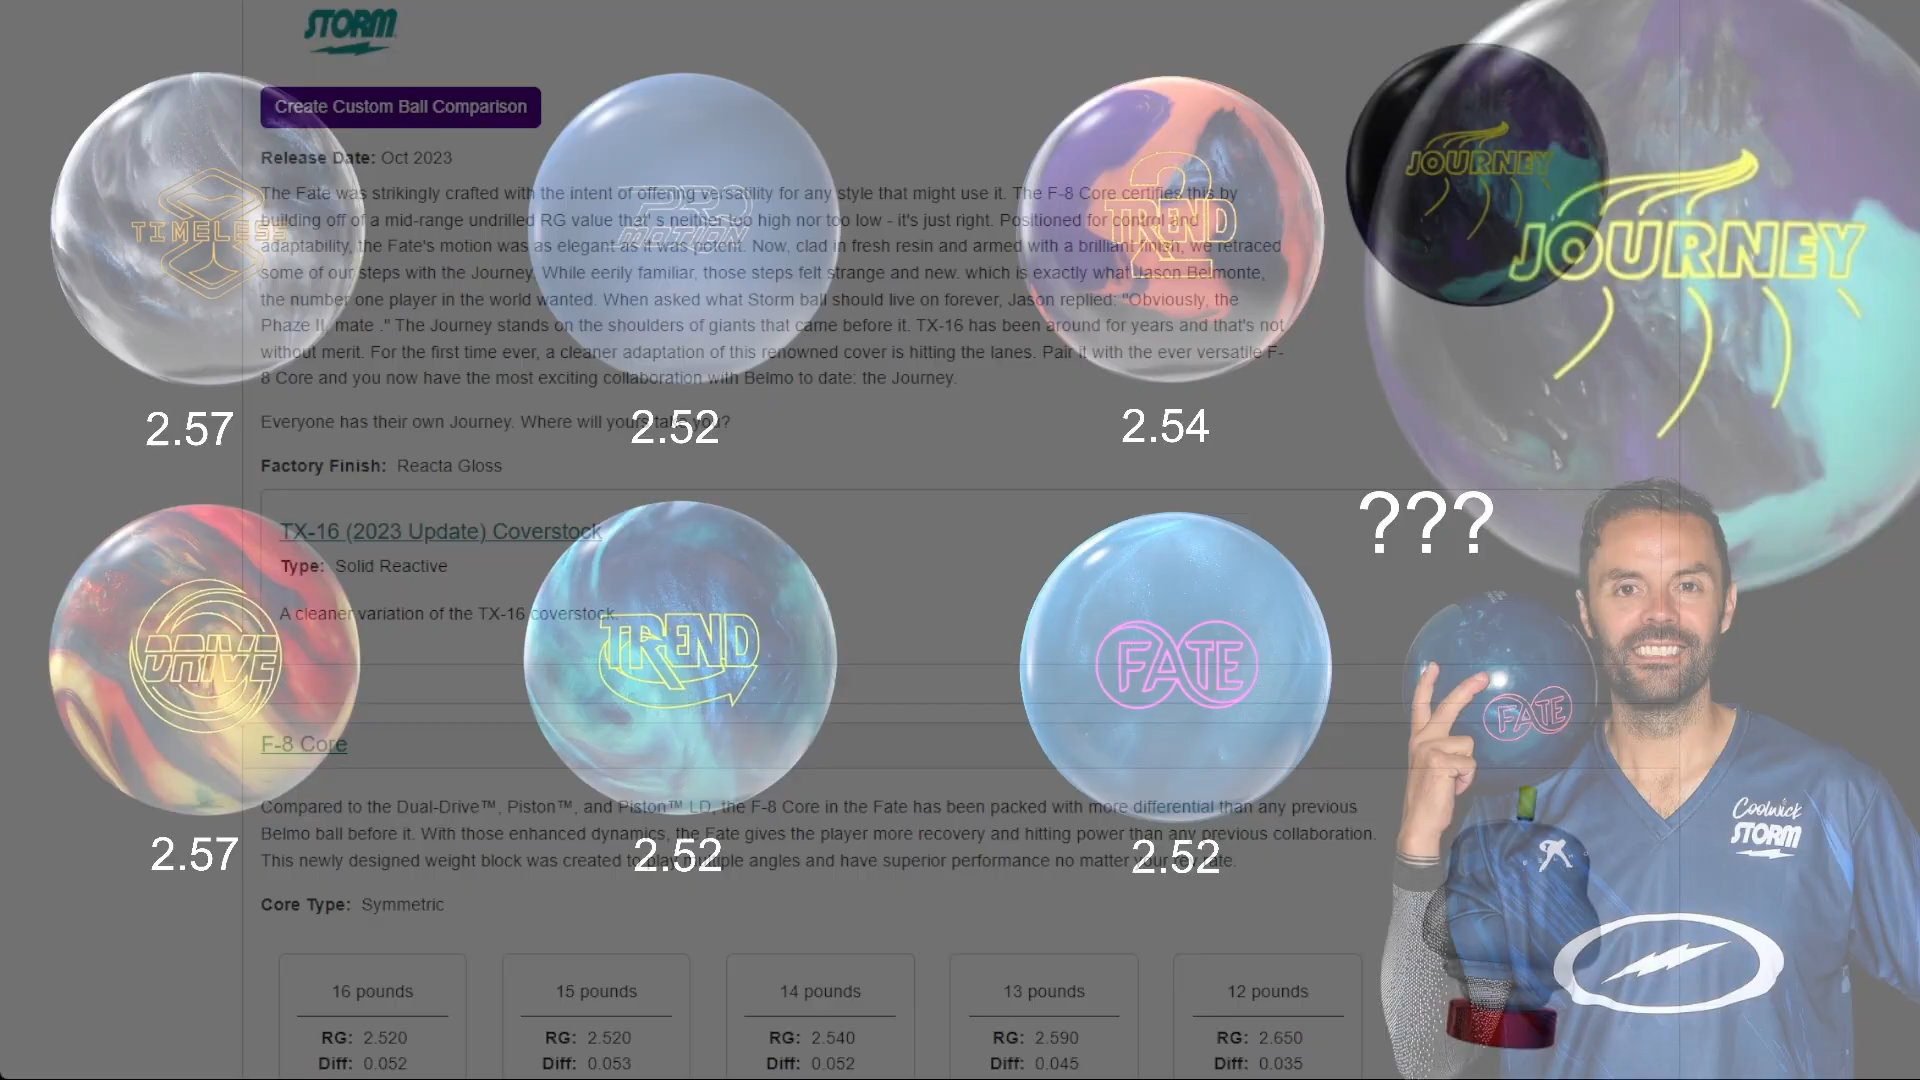 STORM
Create Custom Ball Comparison
Release Date: Oct 2023
The Fate was strikingly crafted with the intent of offering versatility for any style that might use it. The F-8 Core certifies this by
building off of a mid-range undrilled RG value that' s neither too high nor too low - it's just right. Positioned for control and
adaptability, the Fate's motion was as elegant as it was potent. Now, clad in fresh resin and armed with a brilliant finish, we retraced
some of our steps with the Journey. While eerily familiar, those steps felt strange and new. which is exactly what Jason Belmonte,
the number one player in the world wanted. When asked what Storm ball should live on forever, Jason replied: "Obviously, the
Phaze II, mate ." The Journey stands on the shoulders of giants that came before it. TX-16 has been around for years and that's not
without merit. For the first time ever, a cleaner adaptation of this renowned cover is hitting the lanes. Pair it with the ever versatile F-
8 Core and you now have the most exciting collaboration with Belmo to date: the Journey.
Everyone has their own Journey. Where will yours take you?
Factory Finish: Reacta Gloss
TIMELESS
MOTION
TREND 2
JOURNEY
JOURNEY
2.57
2.52
2.54
???
TX-16 (2023 Update) Coverstock
Type: Solid Reactive
A cleaner variation of the TX-16 coverstock.
DRIVE
TREND
FATE
FATE
F-8 Core
Compared to the Dual-Drive™, Piston™, and Piston™ LD, the F-8 Core in the Fate has been packed with more differential than any previous
Belmo ball before it. With those enhanced dynamics, the Fate gives the player more recovery and hitting power than any previous collaboration.
This newly designed weight block was created to play multiple angles and have superior performance no matter your rev rate.
2.57
2.52
2.52
Coolwick
STORM
Core Type: Symmetric
16 pounds
RG: 2.520
Diff: 0.052
15 pounds
RG: 2.520
Diff: 0.053
14 pounds
RG: 2.540
Diff: 0.052
13 pounds
RG: 2.590
Diff: 0.045
12 pounds
RG: 2.650
Diff: 0.035